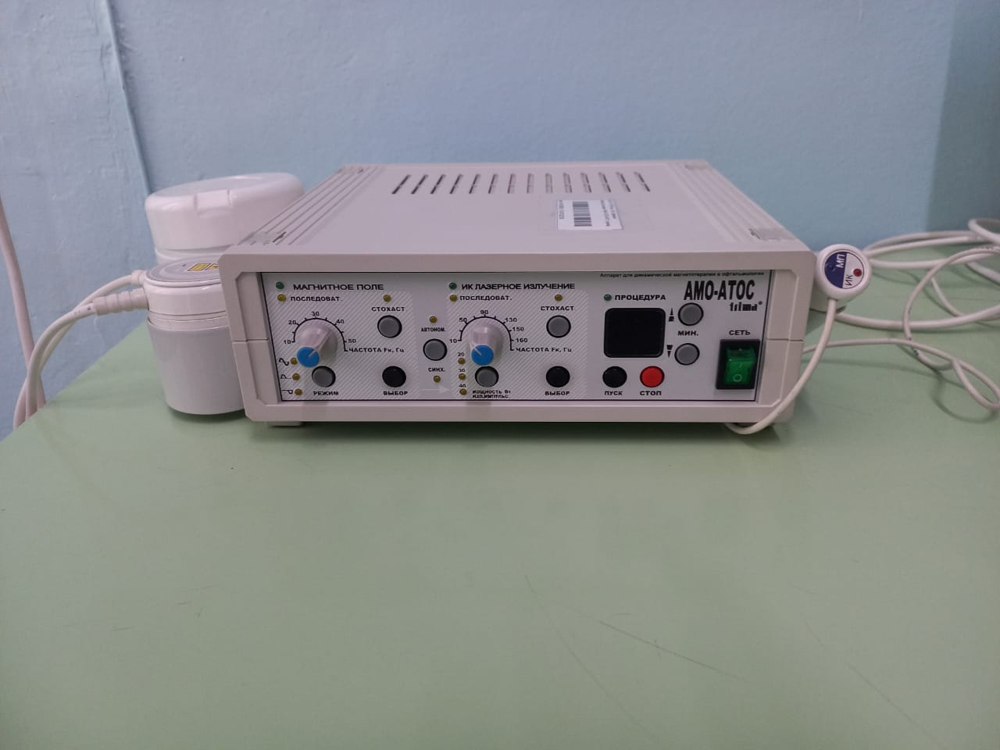 Аппарат для динамической магнитотерапии в офтальмологии
МАГНИТНОЕ ПОЛЕ
ПОСЛЕДОВАТ.
СТОХАСТ
10 20 30 40 50
ЧАСТОТА Fк, Гц
РЕЖИМ
ВЫБОР
АВТОНОМ.
СИНХ.
ИК ЛАЗЕРНОЕ ИЗЛУЧЕНИЕ
ПОСЛЕДОВАТ.
СТОХАСТ
10 50 90 130 150 160
ЧАСТОТА Fк, Гц
20
30
40
МОЩНОСТЬ Вт
ИЗЛ.ИМПУЛЬС.
ВЫБОР
ПРОЦЕДУРА
АМО-АТОС
МИН.
ПУСК
СТОП
СЕТЬ
МП
ИК